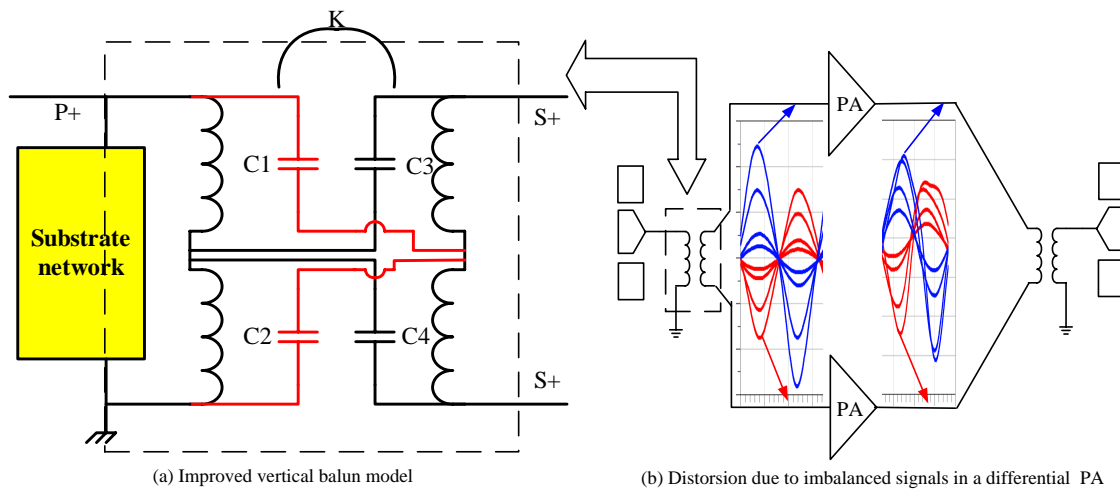 K
P+
S+
C1
C3
Substrate
network
C2
C4
S+
(a) Improved vertical balun model
PA
PA
(b) Distorsion due to imbalanced signals in a differential PA